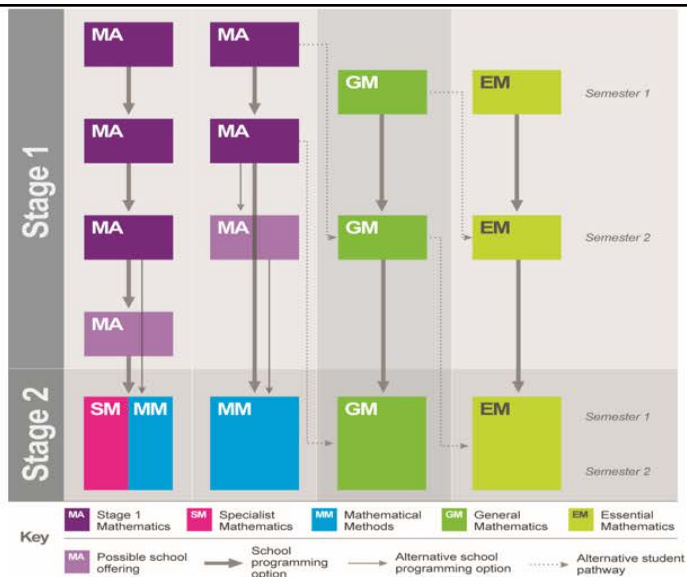 Stage 1
MA
MA
GM
EM
Semester 1
MA
MA
MA
MA
GM
EM
Semester 2
MA
Stage 2
SM
MM
MM
GM
EM
Semester 1
Semester 2
Key
MA
Stage 1
Mathematics
SM
Specialist
Mathematics
MM
Mathematical
Methods
GM
General
Mathematics
EM
Essential
Mathematics
MA
Possible school
offering
School
programming
option
Alternative school
programming option
Alternative student
pathway